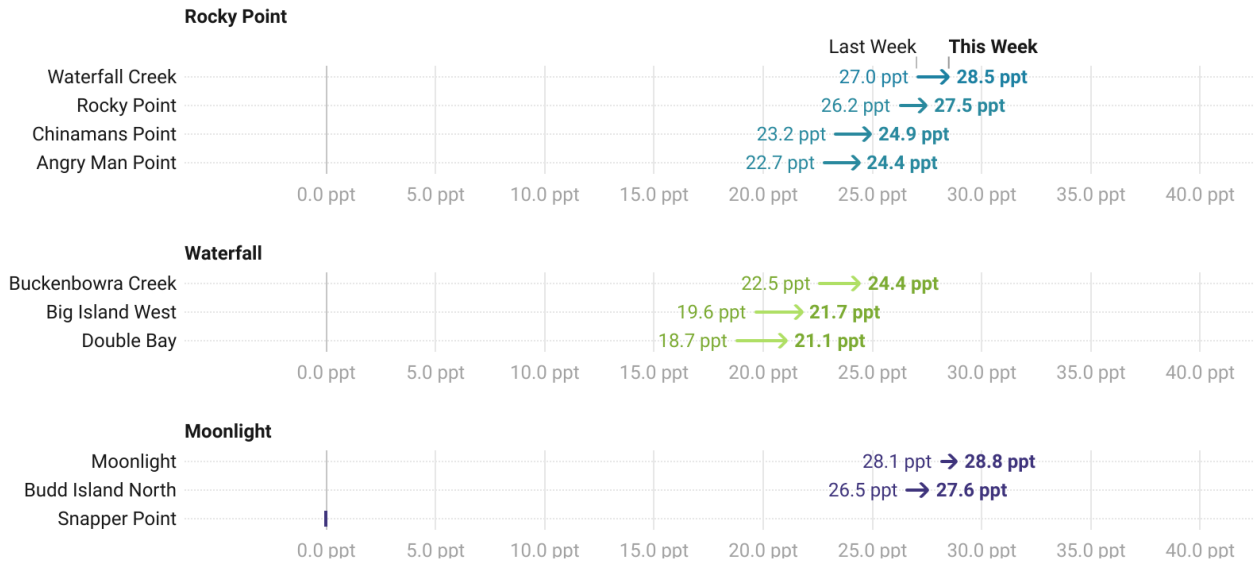 Rocky Point
Last Week This Week
Waterfall Creek 27.0 ppt 28.5 ppt
Rocky Point 26.2 ppt 27.5 ppt
Chinamans Point 23.2 ppt 24.9 ppt
Angry Man Point 22.7 ppt 24.4 ppt
0.0 ppt 5.0 ppt 10.0 ppt 15.0 ppt 20.0 ppt 25.0 ppt 30.0 ppt 35.0 ppt 40.0 ppt
Waterfall
Buckenbowra Creek 22.5 ppt 24.4 ppt
Big Island West 19.6 ppt 21.7 ppt
Double Bay 18.7 ppt 21.1 ppt
0.0 ppt 5.0 ppt 10.0 ppt 15.0 ppt 20.0 ppt 25.0 ppt 30.0 ppt 35.0 ppt 40.0 ppt
Moonlight
Moonlight 28.1 ppt 28.8 ppt
Budd Island North 26.5 ppt 27.6 ppt
Snapper Point
0.0 ppt 5.0 ppt 10.0 ppt 15.0 ppt 20.0 ppt 25.0 ppt 30.0 ppt 35.0 ppt 40.0 ppt